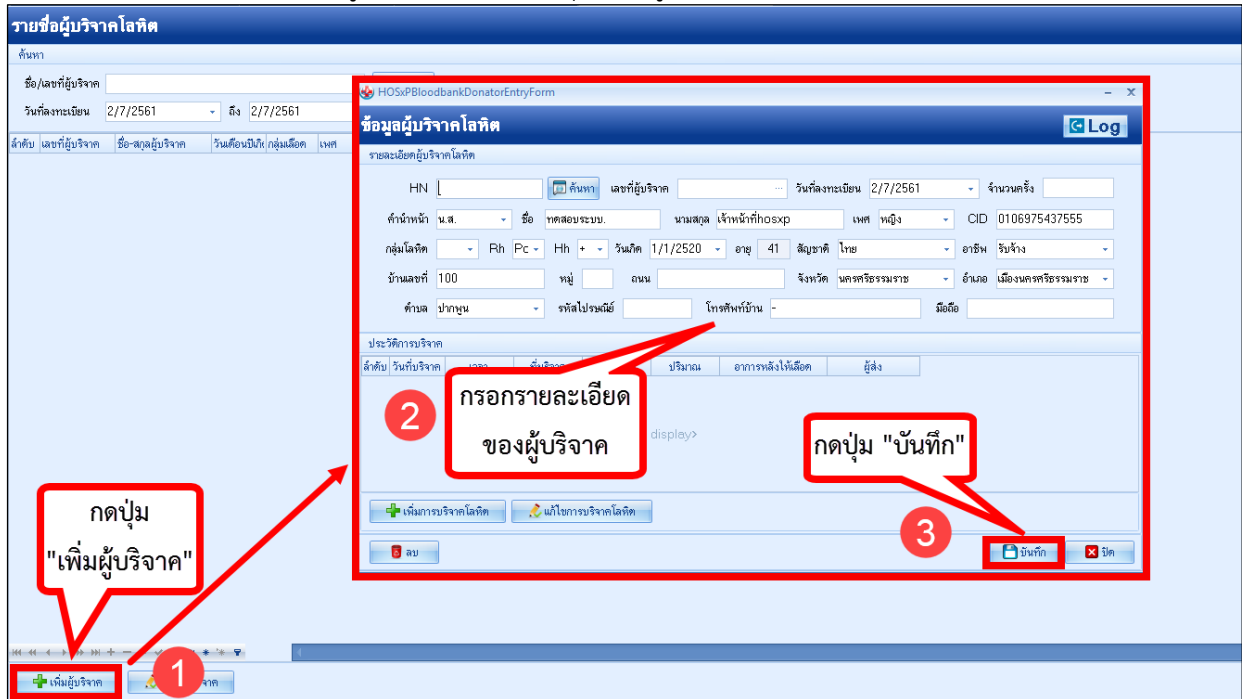 รายชื่อผู้บริจาคโลหิต
ค้นหา
ชื่อ/เลขที่ผู้บริจาค
วันที่ลงทะเบียน 2/7/2561 ถึง 2/7/2561
ลำดับ เลขที่ผู้บริจาค ชื่อ-สกุลผู้บริจาค วันเดือนปีเกิ กลุ่มเลือด เพศ
HOSxPBloodbankDonatorEntryForm
ข้อมูลผู้บริจาคโลหิต Log
รายละเอียดผู้บริจาคโลหิต
HN ค้นหา เลขที่ผู้บริจาค ... วันที่ลงทะเบียน 2/7/2561 จำนวนครั้ง
คำนำหน้า น.ส. ชื่อ ทดสอบระบบ. นามสกุล เจ้าหน้าที่hosxp เพศ หญิง CID 0106975437555
กลุ่มโลหิต Rh Pc Hh + วันเกิด 1/1/2520 อายุ 41 สัญชาติ ไทย อาชีพ รับจ้าง
บ้านเลขที่ 100 หมู่ ถนน จังหวัด นครศรีธรรมราช อำเภอ เมืองนครศรีธรรมราช
ตำบล ปากพูน รหัสไปรษณีย์ โทรศัพท์บ้าน - มือถือ
ประวัติการบริจาค
ลำดับ วันที่บริจาค ปริมาณ อาการหลังให้เลือด ผู้ส่ง
2
กรอกรายละเอียด
ของผู้บริจาค
display>
กดปุ่ม "บันทึก"
เพิ่มการบริจาคโลหิต แก้ไขการบริจาคโลหิต
3
ลบ บันทึก ปิด
กดปุ่ม
"เพิ่มผู้บริจาค"
1
เพิ่มผู้บริจาค